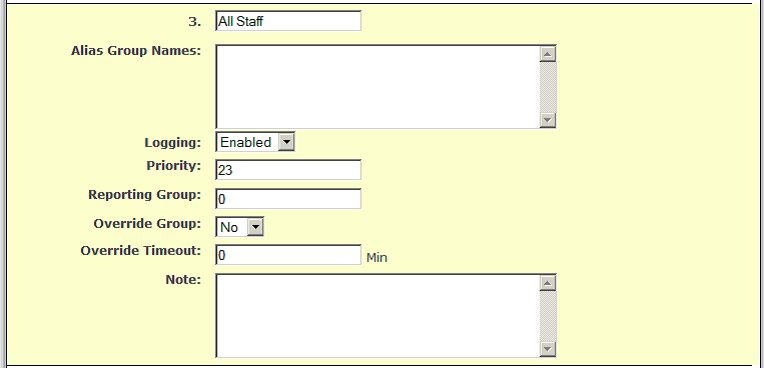 3. All Staff
Alias Group Names:
Logging: Enabled
Priority: 23
Reporting Group: 0
Override Group: No
Override Timeout: 0 Min
Note: